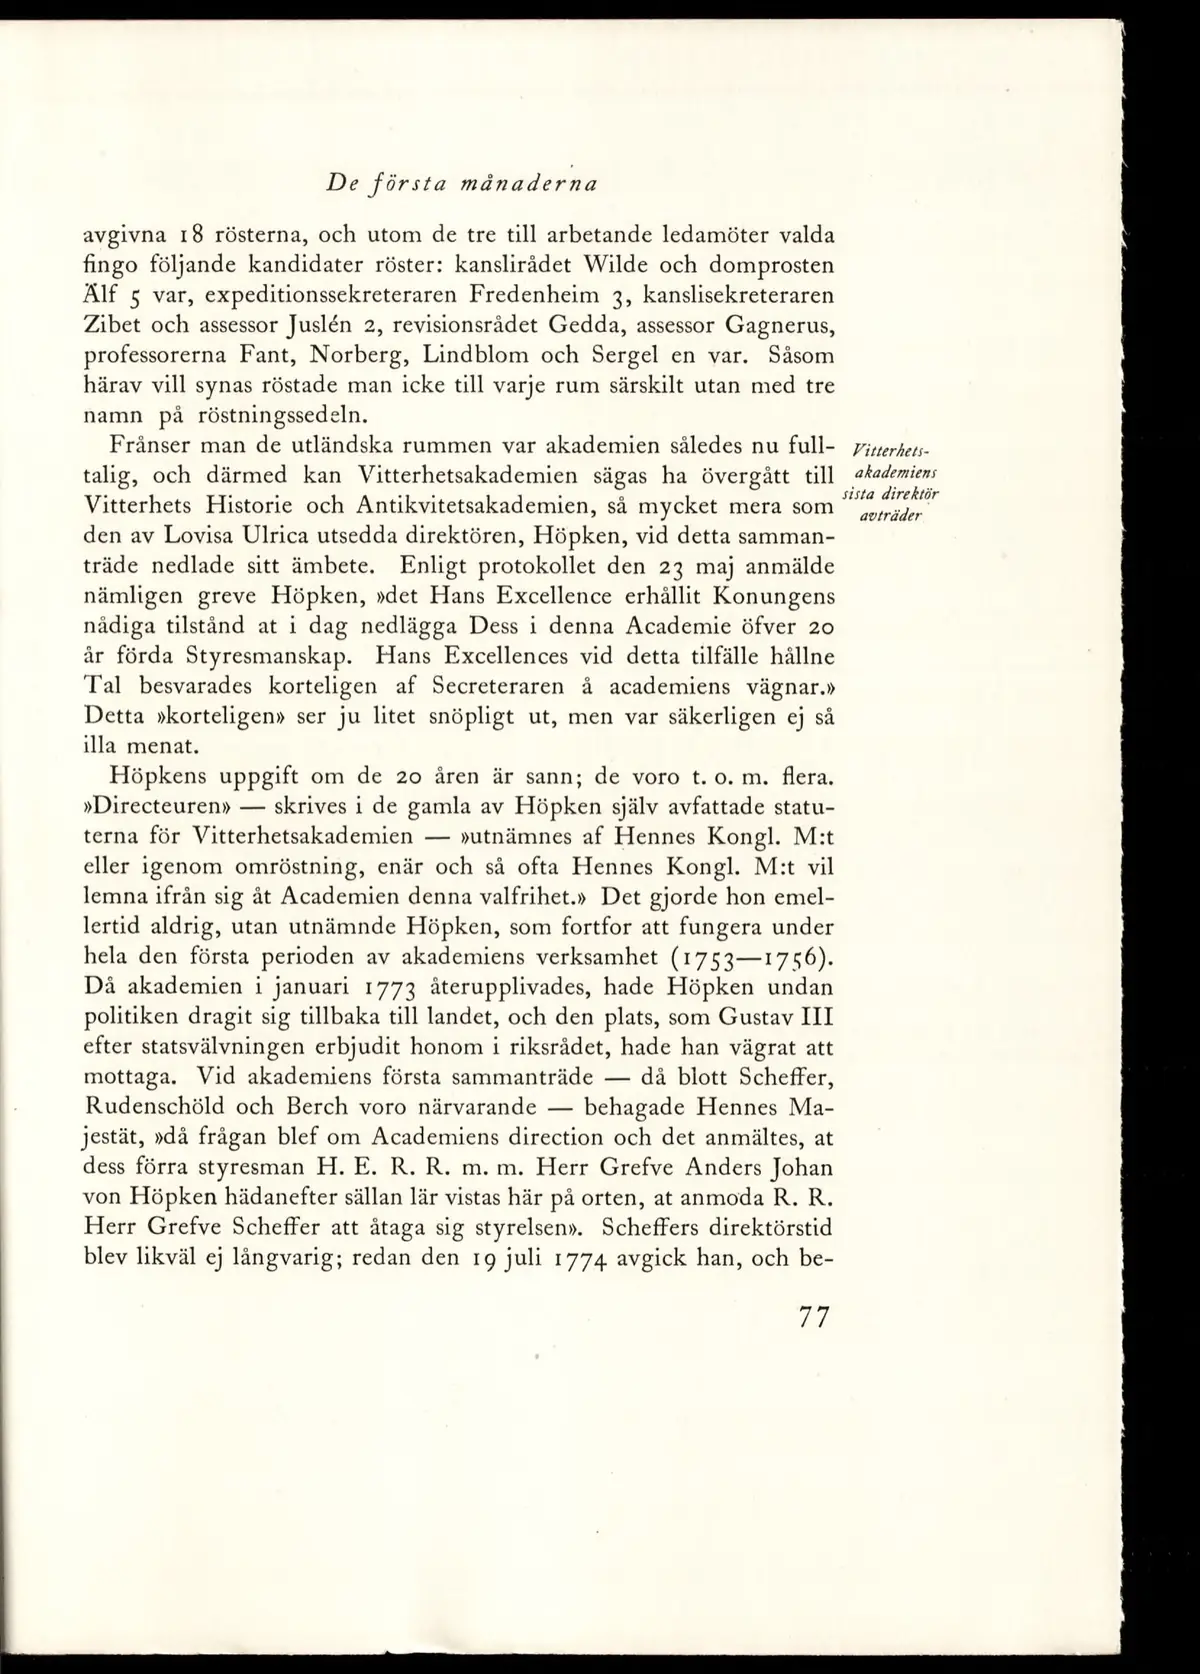 De första månaderna
avgivna 18 rösterna, och utom de tre till arbetande ledamöter valda
fingo följande kandidater röster: kanslirådet Wilde och domprosten
Älf 5 var, expeditionssekreteraren Fredenheim 3, kanslisekreteraren
Zibet och assessor Juslén 2, revisionsrådet Gedda, assessor Gagnerus,
professorerna Fant, Norberg, Lindblom och Sergel en var. Såsom
härav vill synas röstade man icke till varje rum särskilt utan med tre
namn på röstningssedeln.
Frånser man de utländska rummen var akademien således nu full-
talig, och därmed kan Vitterhetsakademien sägas ha övergått till
Vitterhets Historie och Antikvitetsakademien, så mycket mera som
den av Lovisa Ulrica utsedda direktören, Höpken, vid detta samman-
träde nedlade sitt ämbete. Enligt protokollet den 23 maj anmälde
nämligen greve Höpken, »det Hans Excellence erhållit Konungens
nådiga tilstånd at i dag nedlägga Dess i denna Academie öfver 20
år förda Styresmanskap. Hans Excellences vid detta tilfälle hållne
Tal besvarades korteligen af Secreteraren å academiens vägnar.»
Detta »korteligen» ser ju litet snöpligt ut, men var säkerligen ej så
illa menat.
Vitterhets-
akademiens
sista direktör
avträder
Höpkens uppgift om de 20 åren är sann; de voro t. o. m. flera.
»Directeuren» — skrives i de gamla av Höpken själv avfattade statu-
terna för Vitterhetsakademien — »utnämnes af Hennes Kongl. M:t
eller igenom omröstning, enär och så ofta Hennes Kongl. M:t vil
lemna ifrån sig åt Academien denna valfrihet.» Det gjorde hon emel-
lertid aldrig, utan utnämnde Höpken, som fortfor att fungera under
hela den första perioden av akademiens verksamhet (1753—1756).
Då akademien i januari 1773 återupplivades, hade Höpken undan
politiken dragit sig tillbaka till landet, och den plats, som Gustav III
efter statsvälvningen erbjudit honom i riksrådet, hade han vägrat att
mottaga. Vid akademiens första sammanträde — då blott Scheffer,
Rudenschöld och Berch voro närvarande — behagade Hennes Ma-
jestät, »då frågan blef om Academiens direction och det anmältes, at
dess förra styresman H. E. R. R. m. m. Herr Grefve Anders Johan
von Höpken hädanefter sällan lär vistas här på orten, at anmoda R. R.
Herr Grefve Scheffer att åtaga sig styrelsen». Scheffers direktörstid
blev likväl ej långvarig; redan den 19 juli 1774 avgick han, och be-
77